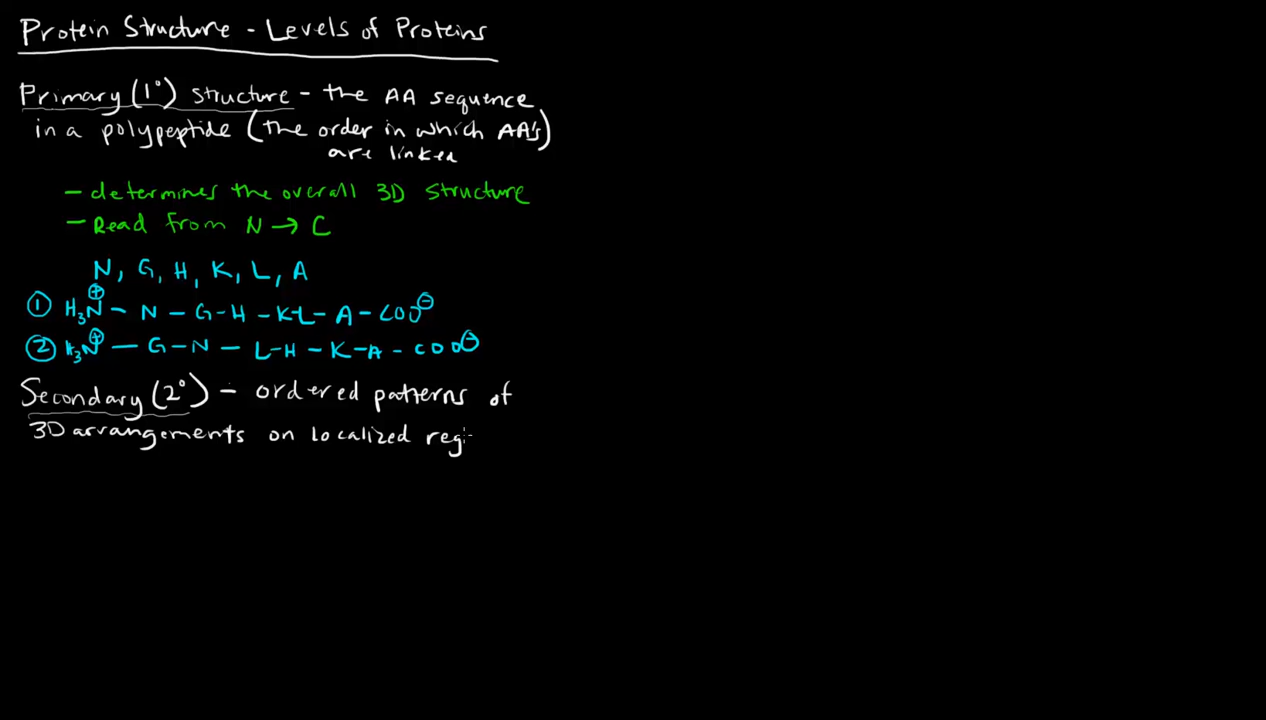 Protein Structure - Levels of Proteins
Primary (1°) structure - the AA sequence
in a polypeptide (the order in which AA's)
are linked
- determines the overall 3D structure
- Read from N → C
N, G, H, K, L, A
① H₃N⊕ - N - G - H - K - L - A - COO⊖
② H₃N⊕ - G - N - L - H - K - A - COO⊖
Secondary (2°) - ordered patterns of
3D arrangements on localized reg